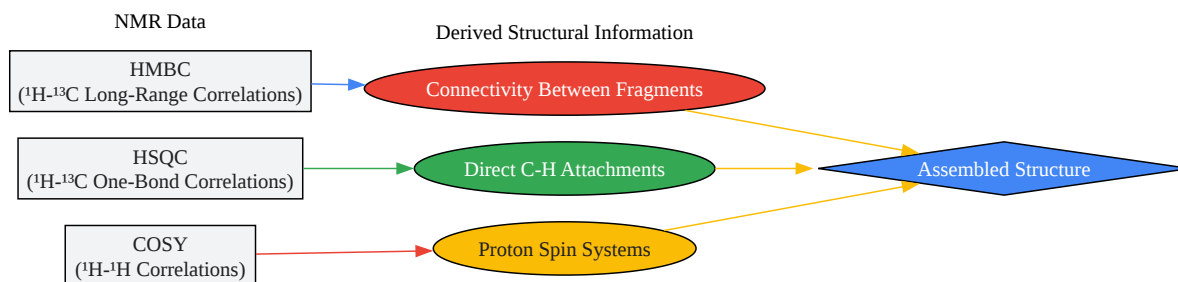 NMR Data
Derived Structural Information
HMBC
(¹H-¹³C Long-Range Correlations)
Connectivity Between Fragments
HSQC
(¹H-¹³C One-Bond Correlations)
Direct C-H Attachments
Assembled Structure
COSY
(¹H-¹H Correlations)
Proton Spin Systems